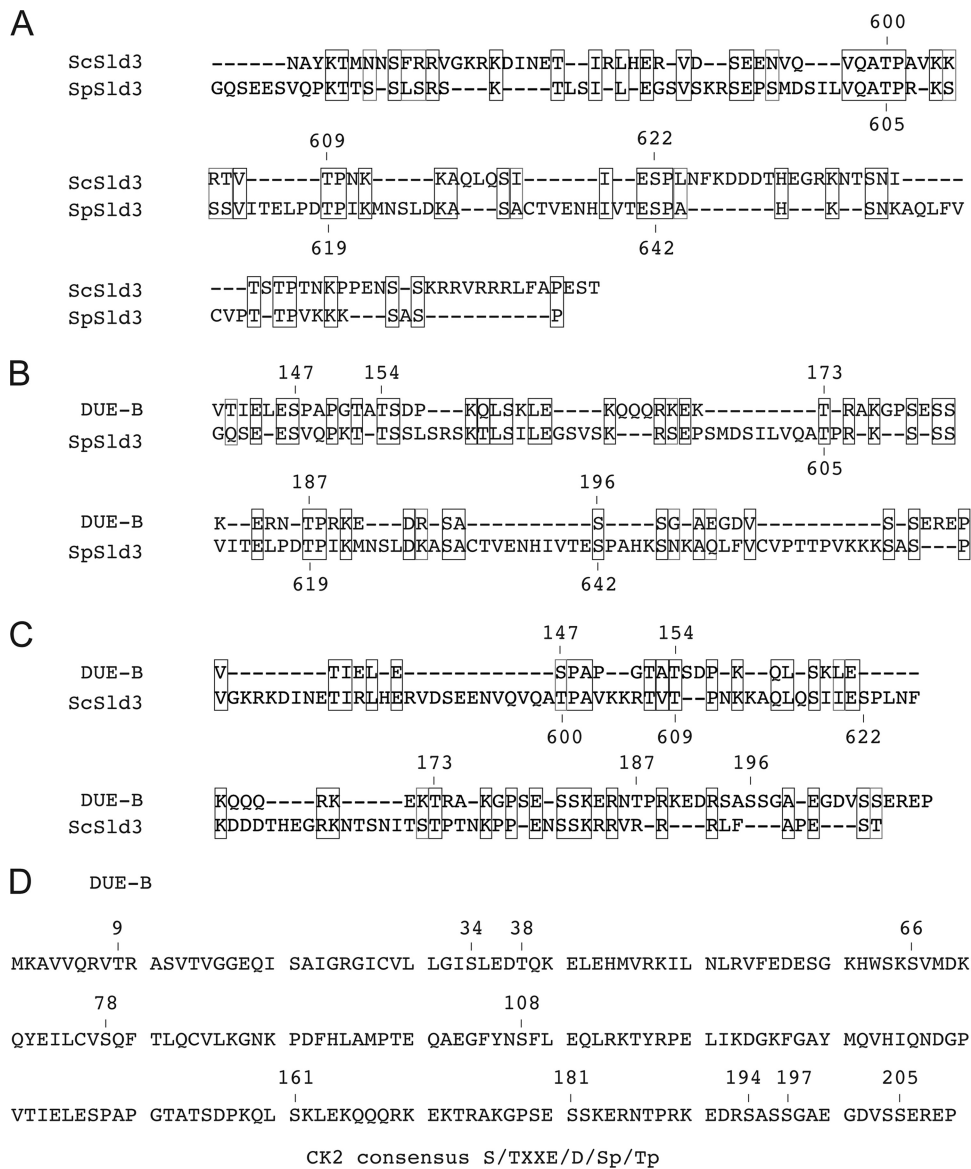 A
600
ScSld3 ------NAYKTMNNSFRRVGKRKDINET--IRLHER-VD--SEENVQ---VQATPAVKK
SpSld3 GQSEESVQPKTTS-SLSRS---K----TLSI-L-EGSVSKRSEPSMDSILVQATPR-KS
605
609 622
ScSld3 RTV------TPNK-----KAQLQSI------I--ESPLNFKDDDTHEGRKNTSNI-----
SpSld3 SSVITELPDTPIKMNSLDKA---SACTVENHIVTESPA-------H---K--SNKAQLFV
619 642
ScSld3 ---TSTPTNKPPENS-SKRRVRRRLFAPEST
SpSld3 CVPT-TPVKKK---SAS----------P
B
147 154 173
DUE-B VTIELESPAPGTATSDP---KQLSKLE----KQQQRKEK---------T-RAKGPSESS
SpSld3 GQSE-ESVQPKT-TSSLSRSKTLSILEGSVSK---RSEPSMDSILVQATPR-K--S-SS
605
187 196
DUE-B K--ERN-TPRKE---DR-SA----------S----SG-AEGDV----------S-SEREP
SpSld3 VITELPDTPIKMNSLDKASACTVENHIVTESPAHKSNKAQLFVCVPTTPVKKKSAS---P
619 642
C
147 154
DUE-B V--------TIEL-E------------SPAP--GTATSDP-K--QL-SKLE-----
ScSld3 VGKRKDINETIRLHERVDSEENVQVQATPAVKKRTVT--PNKKAQLQSIIESPLNF
600 609 622
173 187 196
DUE-B KQQQ----RK-----EKTRA-KGPSE-SSKERNTPRKEDRSASSGA-EGDVSSEREP
ScSld3 KDDDTHEGRKNTSNITSTPTNKPP-ENSSKRRVR-R---RLF---APE---ST
D DUE-B
9 34 38 66
MKAVVQRVTR ASVTVGGEQI SAIGRGICVL LGISLEDTQK ELEHMVRKIL NLRVFEDESG KHWSKSVMDK
78 108
QYEILCVSQF TLQCVLKGNK PDFHLAMPTE QAEGFYNSFL EQLRKTYRPE LIKDGKFGAY MQVHIQNDGP
161 181 194 197 205
VTIELESPAP GTATSDPKQL SKLEKQQQRK EKTRAKGPSE SSKERNTPRK EDRSASSGAE GDVSSEREP
CK2 consensus S/TXXE/D/Sp/Tp